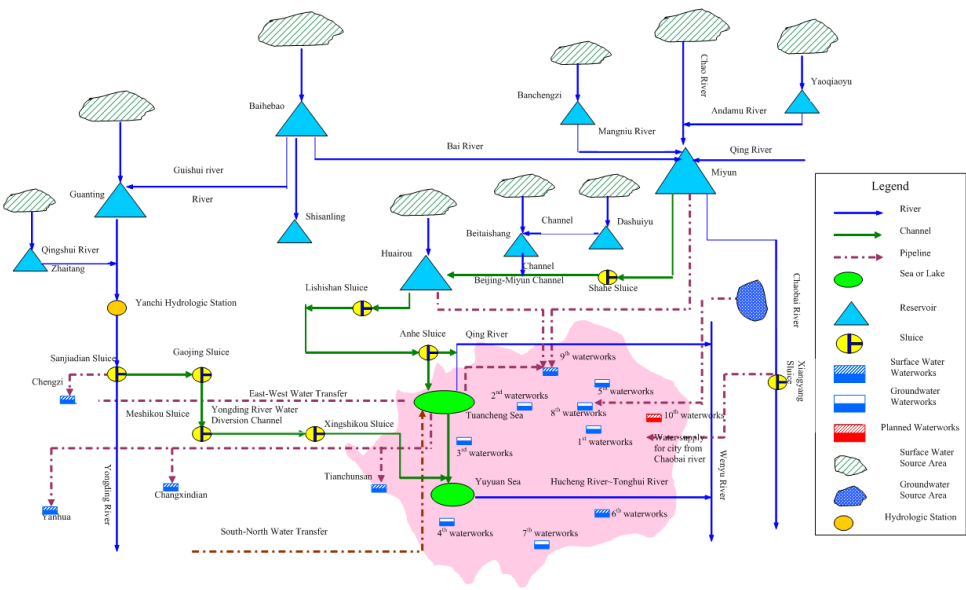 Baihebao
Banchengzi
Chao River
Yaoqiaoyu
Andamu River
Mangniu River
Bai River
Qing River
Miyun
Guishui river
River
Guanting
Shisanling
Qingshui River
Zhaitang
Huairou
Beitaishang
Channel
Dashuiyu
Channel
Beijing-Miyun Channel
Shahe Sluice
Lishishan Sluice
Yanchi Hydrologic Station
Anhe Sluice
Qing River
Chaobai River
Xiangyang
Sluice
Sanjiadian Sluice
Gaojing Sluice
Chengzi
East-West Water Transfer
Meshikou Sluice
Yongding River Water
Diversion Channel
Xingshikou Sluice
Tuancheng Sea
9th waterworks
5th waterworks
2nd waterworks
8th waterworks
10th waterworks
1st waterworks
3rd waterworks
Water supply
for city from
Chaobai river
Wenyu River
Tianchunsan
Yuyuan Sea
Hucheng River~Tonghui River
Changxindian
Yanhua
Yongding River
South-North Water Transfer
4th waterworks
6th waterworks
7th waterworks
Legend
River
Channel
Pipeline
Sea or Lake
Reservoir
Sluice
Surface Water
Waterworks
Groundwater
Waterworks
Planned Waterworks
Surface Water
Source Area
Groundwater
Source Area
Hydrologic Station